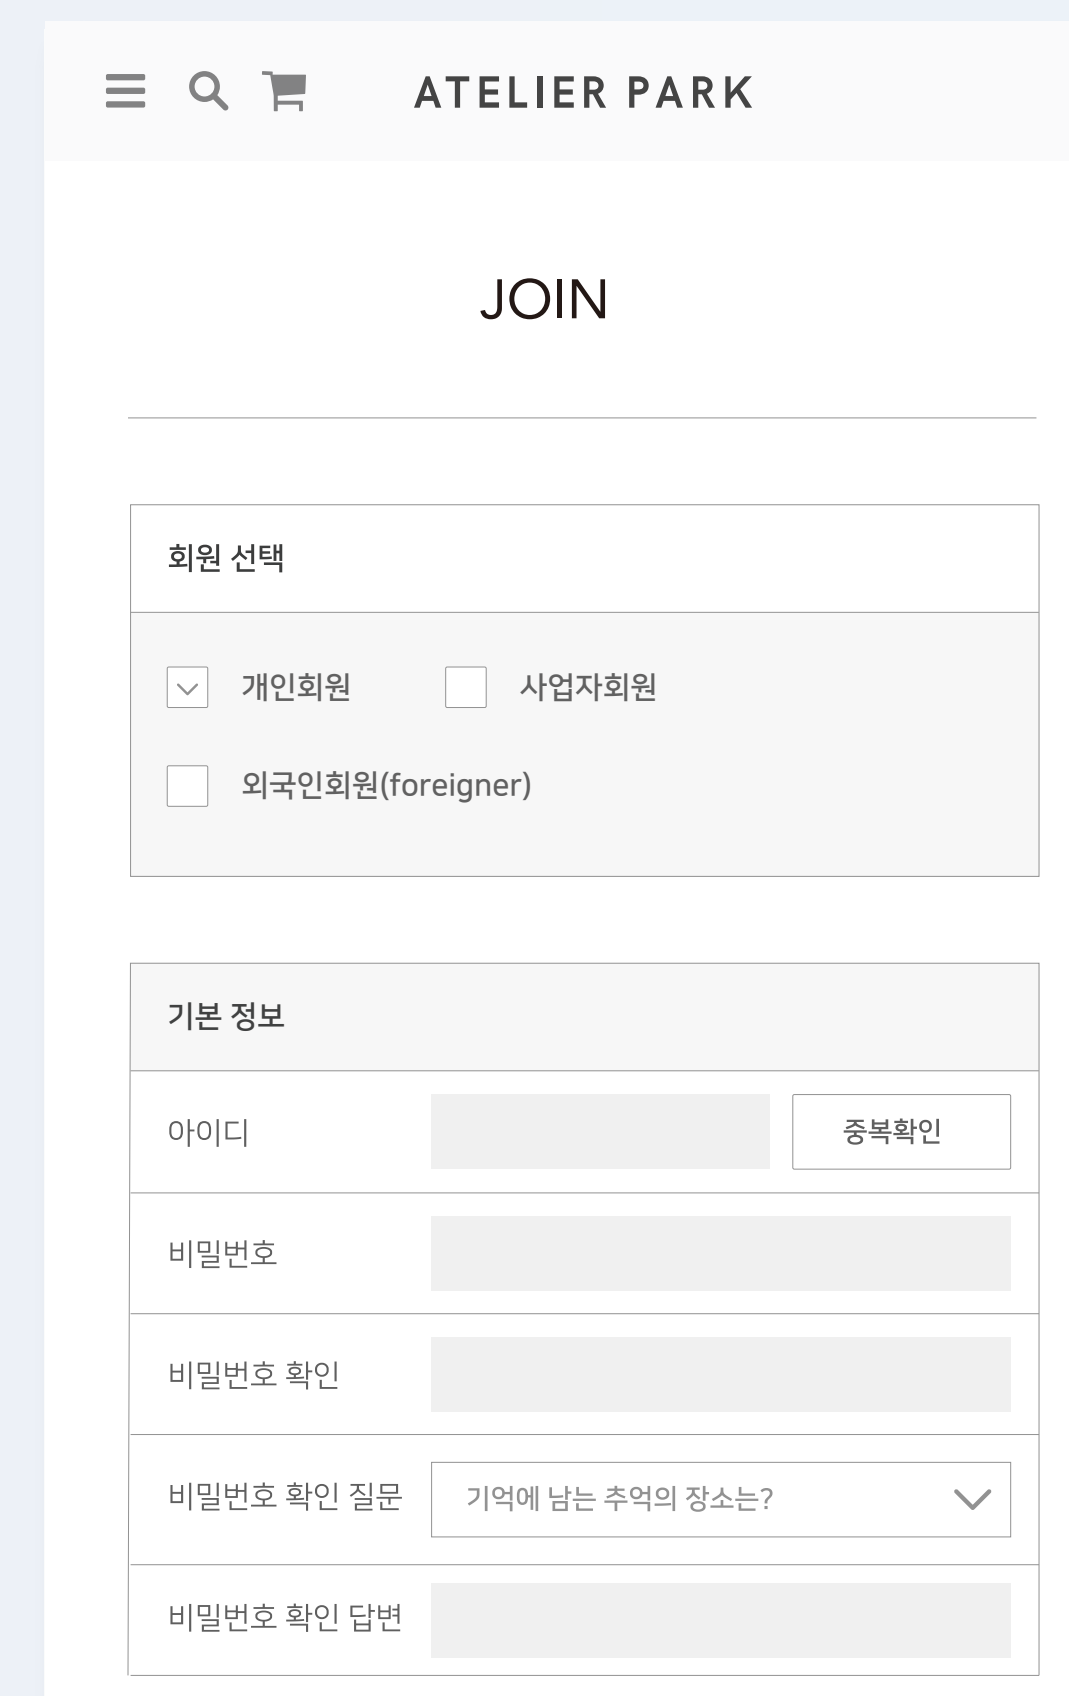 ATELIER PARK
JOIN
회원 선택
개인회원 사업자회원
외국인회원(foreigner)
기본 정보
아이디 중복확인
비밀번호
비밀번호 확인
비밀번호 확인 질문 기억에 남는 추억의 장소는?
비밀번호 확인 답변